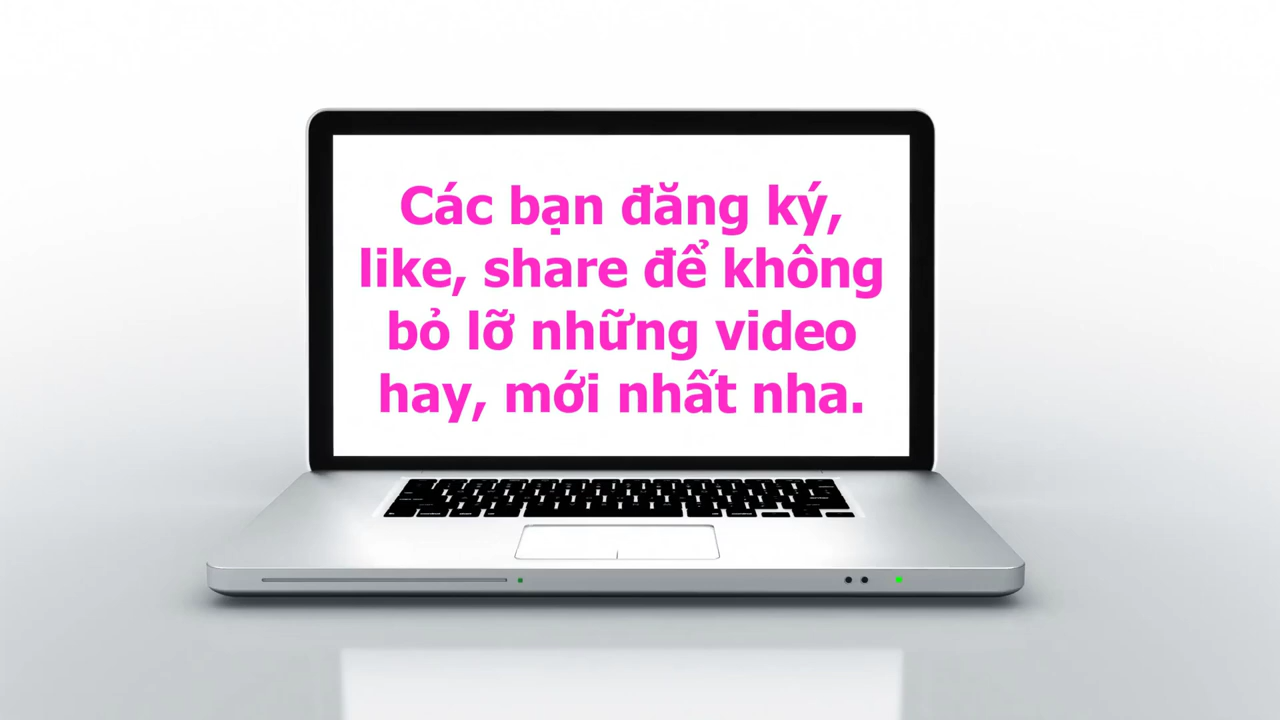 Các bạn đăng ký,
like, share để không
bỏ lỡ những video
hay, mới nhất nha.